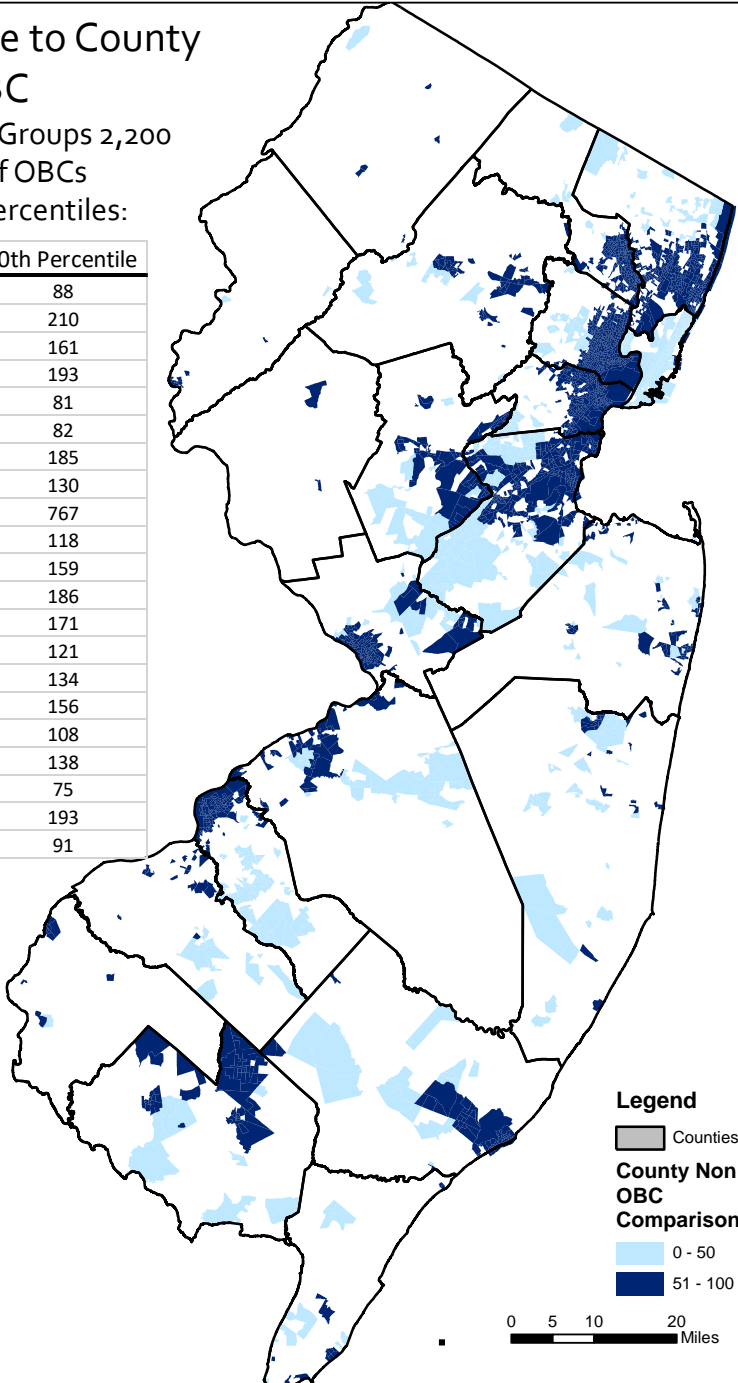 e to County
BC
Groups 2,200
f OBCs
ercentiles:
0th Percentile
88
210
161
193
81
82
185
130
767
118
159
186
171
121
134
156
108
138
75
193
91
Legend
Counties
County Non
OBC
Comparison
0 - 50
51 - 100
0 5 10 20
Miles